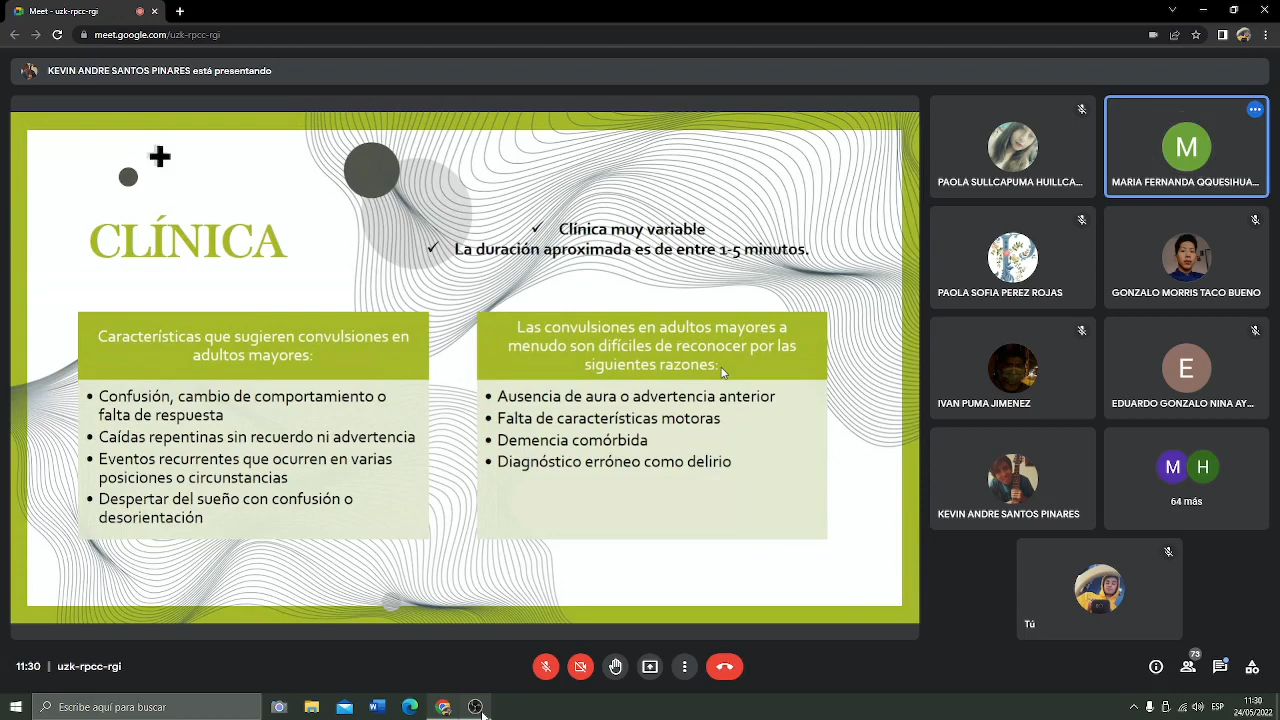 Meet - uzk-rpcc-rgi
meet.google.com/uzk-rpcc-rgi
KEVIN ANDRE SANTOS PINARES está presentando
CLÍNICA
✓ Clínica muy variable
✓ La duración aproximada es de entre 1-5 minutos.
Características que sugieren convulsiones en
adultos mayores:
• Confusión, cambio de comportamiento o
falta de respuesta
• Caídas repentinas sin recuerdo ni advertencia
• Eventos recurrentes que ocurren en varias
posiciones o circunstancias
• Despertar del sueño con confusión o
desorientación
Las convulsiones en adultos mayores a
menudo son difíciles de reconocer por las
siguientes razones:
• Ausencia de aura o advertencia anterior
• Falta de características motoras
• Demencia comórbida
• Diagnóstico erróneo como delirio
PAOLA SULLCAPUMA HUILLCA...
M
MARIA FERNANDA QQUESIHUA...
PAOLA SOFIA PEREZ ROJAS
GONZALO MORRIS TACO BUENO
IVAN PUMA JIMENEZ
E
EDUARDO GONZALO NINA AY...
KEVIN ANDRE SANTOS PINARES
M H
64 más
Tú
11:30 | uzk-rpcc-rgi
73
Escribe aquí para buscar
ESP
11:30
24/05/2022